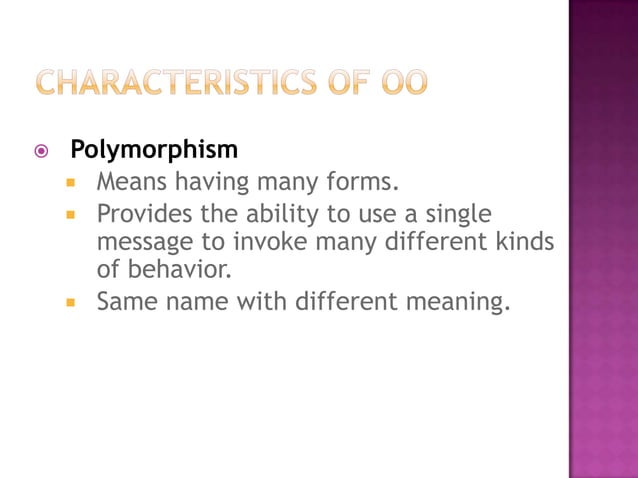 CHARACTERISTICS OF OO
Polymorphism
Means having many forms.
Provides the ability to use a single
message to invoke many different kinds
of behavior.
Same name with different meaning.